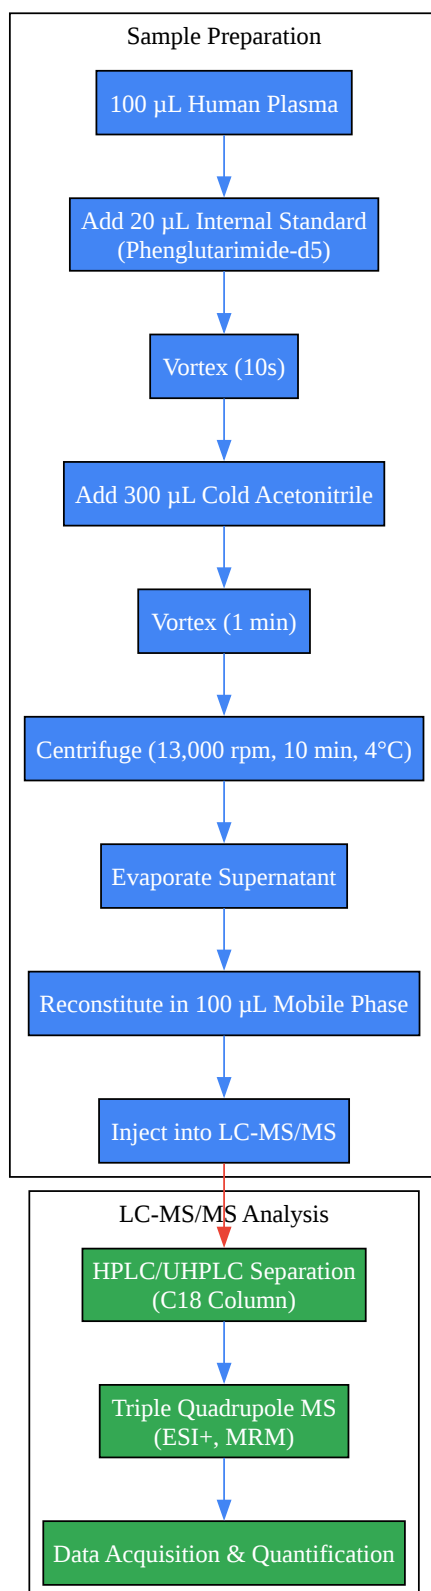 Sample Preparation
100 µL Human Plasma
Add 20 µL Internal Standard
(Phenglutarimide-d5)
Vortex (10s)
Add 300 µL Cold Acetonitrile
Vortex (1 min)
Centrifuge (13,000 rpm, 10 min, 4°C)
Evaporate Supernatant
Reconstitute in 100 µL Mobile Phase
Inject into LC-MS/MS
LC-MS/MS Analysis
HPLC/UHPLC Separation
(C18 Column)
Triple Quadrupole MS
(ESI+, MRM)
Data Acquisition & Quantification